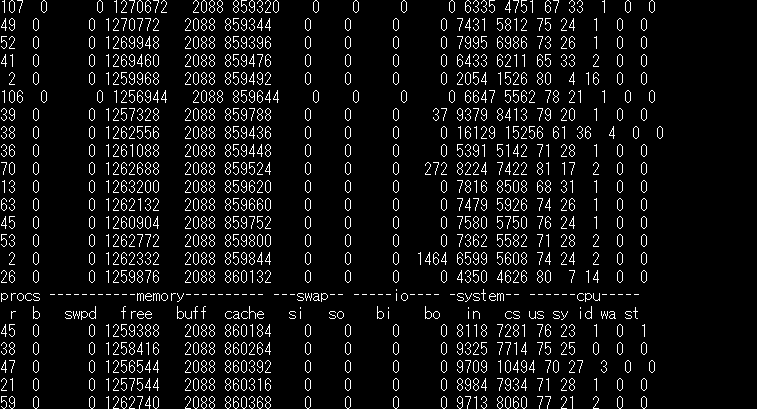 107 0 0 1270672 2088 859320 0 0 0 0 6335 4751 67 33 1 0 0
49 0 0 1270772 2088 859344 0 0 0 0 7431 5812 75 24 1 0 0
52 0 0 1269948 2088 859396 0 0 0 0 7995 6986 73 26 1 0 0
41 0 0 1269460 2088 859476 0 0 0 0 6433 6211 65 33 2 0 0
2 0 0 1259968 2088 859492 0 0 0 0 2054 1526 80 4 16 0 0
106 0 0 1256944 2088 859644 0 0 0 0 6647 5562 78 21 1 0 0
39 0 0 1257328 2088 859788 0 0 0 37 9379 8413 79 20 1 0 0
38 0 0 1262556 2088 859436 0 0 0 0 16129 15256 61 36 4 0 0
36 0 0 1261088 2088 859448 0 0 0 0 5391 5142 71 28 1 0 0
70 0 0 1262688 2088 859524 0 0 0 272 8224 7422 81 17 2 0 0
13 0 0 1263200 2088 859620 0 0 0 0 7816 8508 68 31 1 0 0
63 0 0 1262132 2088 859660 0 0 0 0 7479 5926 74 26 1 0 0
45 0 0 1260904 2088 859752 0 0 0 0 7580 5750 76 24 1 0 0
53 0 0 1262772 2088 859800 0 0 0 0 7362 5582 71 28 2 0 0
2 0 0 1262332 2088 859844 0 0 0 1464 6599 5608 74 24 2 0 0
26 0 0 1259876 2088 860132 0 0 0 0 4350 4626 80 7 14 0 0
procs -----------memory---------- ---swap-- -----io---- -system-- ------cpu-----
r b swpd free buff cache si so bi bo in cs us sy id wa st
45 0 0 1259388 2088 860184 0 0 0 0 8118 7281 76 23 1 0 1
38 0 0 1258416 2088 860264 0 0 0 0 9325 7714 75 25 0 0 0
47 0 0 1256544 2088 860392 0 0 0 0 9709 10494 70 27 3 0 0
21 0 0 1257544 2088 860316 0 0 0 0 8984 7934 71 28 1 0 0
59 0 0 1262740 2088 860368 0 0 0 0 9713 8060 77 21 2 0 0